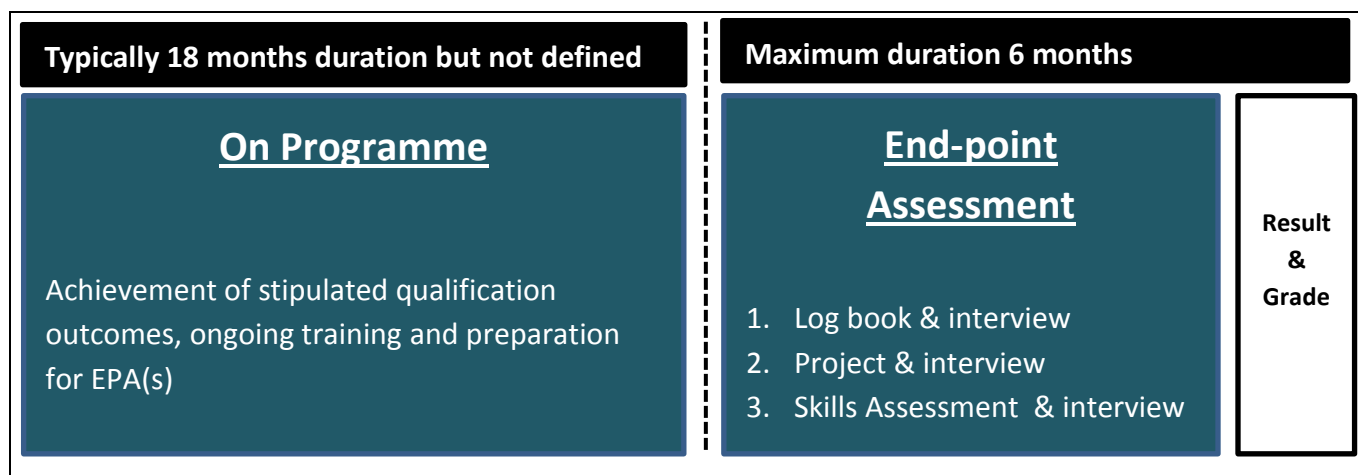 Typically 18 months duration but not defined
On Programme
Achievement of stipulated qualification
outcomes, ongoing training and preparation
for EPA(s)
Maximum duration 6 months
End-point
Assessment
1. Log book & interview
2. Project & interview
3. Skills Assessment & interview
Result
&
Grade